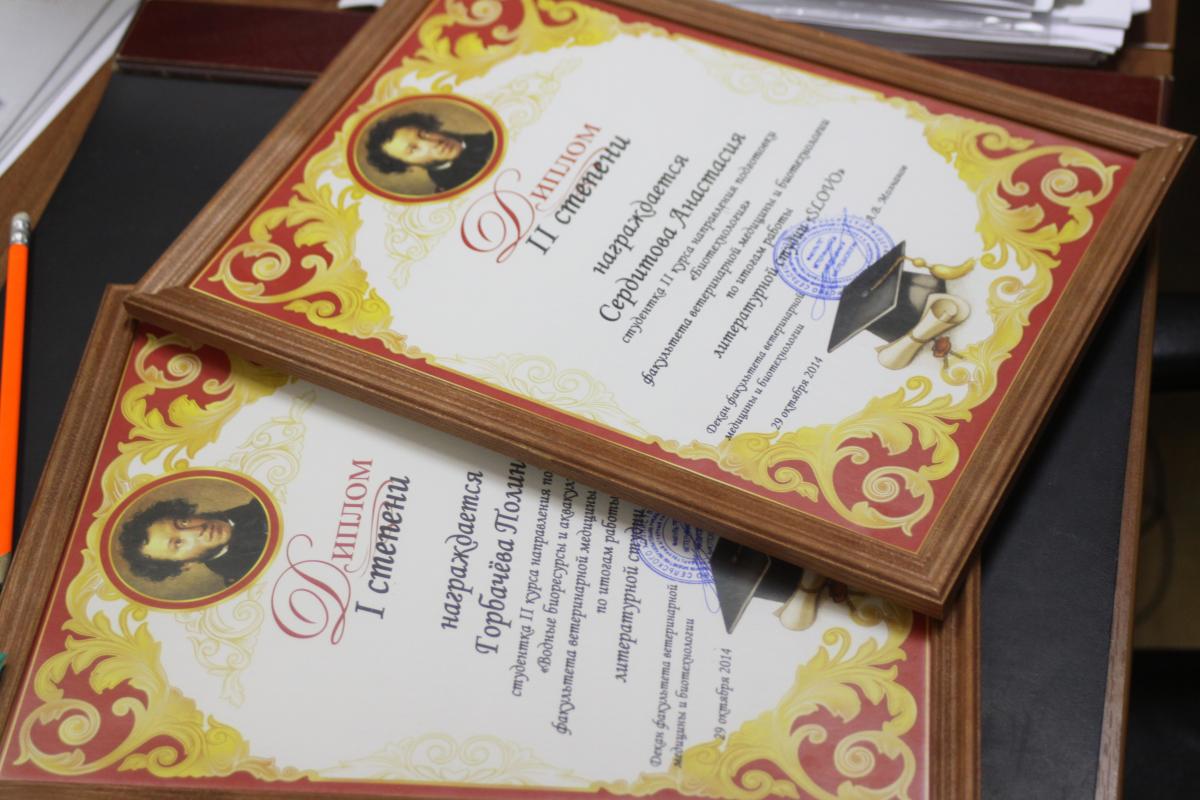 Диплом
II степени
награждается
Сердитова Анастасия
студентка II курса направления подготовки
«Биотехнология»
факультета ветеринарной медицины и биотехнологии
по итогам работы
литературной студии «SLOVO»
Декан факультета ветеринарной
медицины и биотехнологии
А.В. Молчанов
29 октября 2014
Диплом
I степени
награждается
Горбачёва Полин
студентка II курса направления по
«Водные биоресурсы и аквакул
факультета ветеринарной медицины
по итогам работы
литературной студии
Декан факультета ветеринарной
медицины и биотехнологии
29 октября 2014